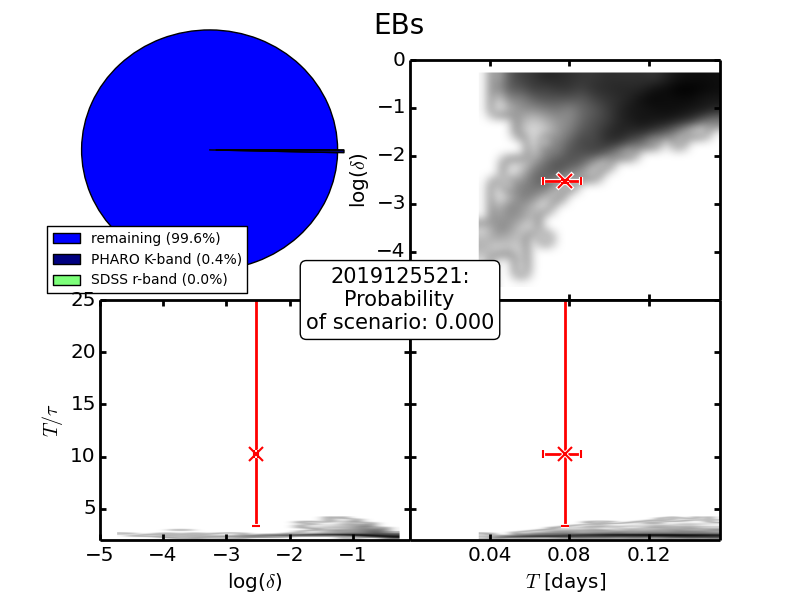 EBs
remaining (99.6%)
PHARO K-band (0.4%)
SDSS r-band (0.0%)
0
−1
−2
−3
−4
log(δ)
2019125521:
Probability
of scenario: 0.000
25
20
15
10
5
T/τ
−5 −4 −3 −2 −1
log(δ)
0.04 0.08 0.12
T [days]